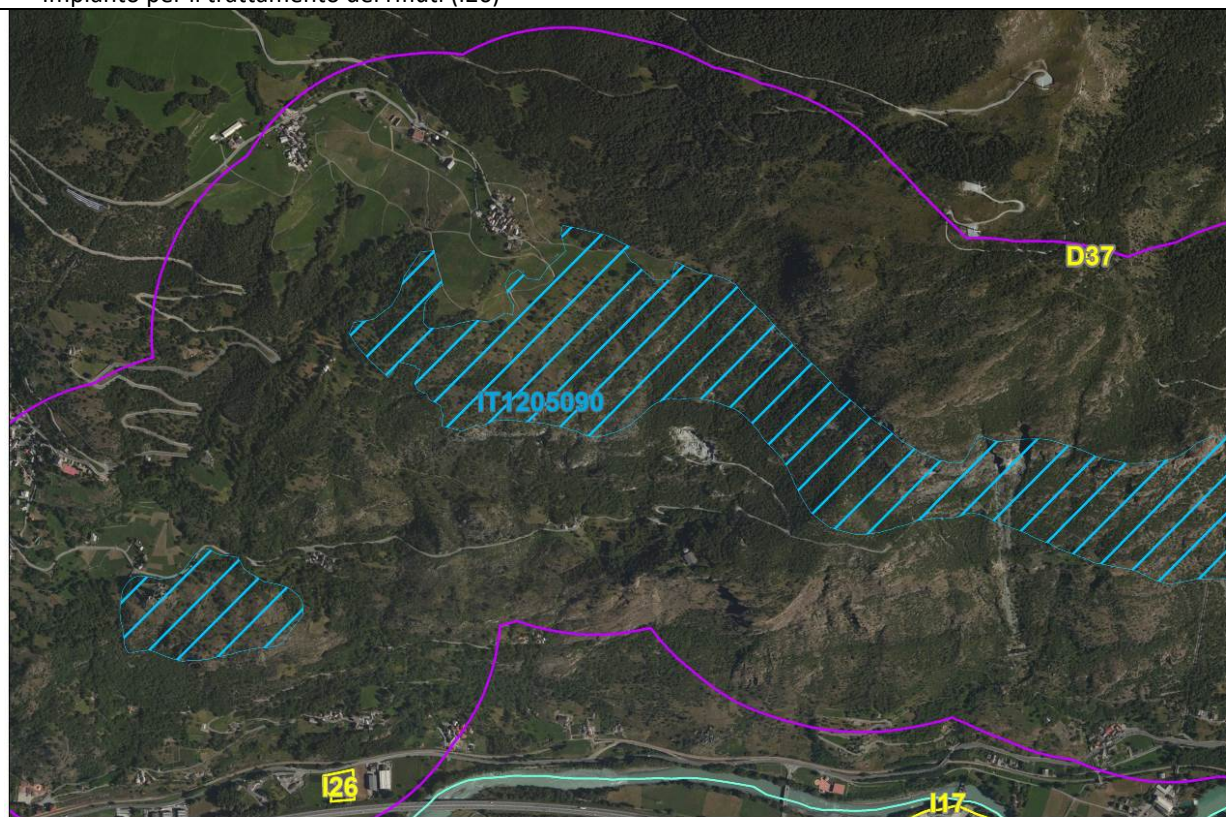 impianto per il trattamento dei rifiuti (I26)
D37
IT1205090
I26
I17